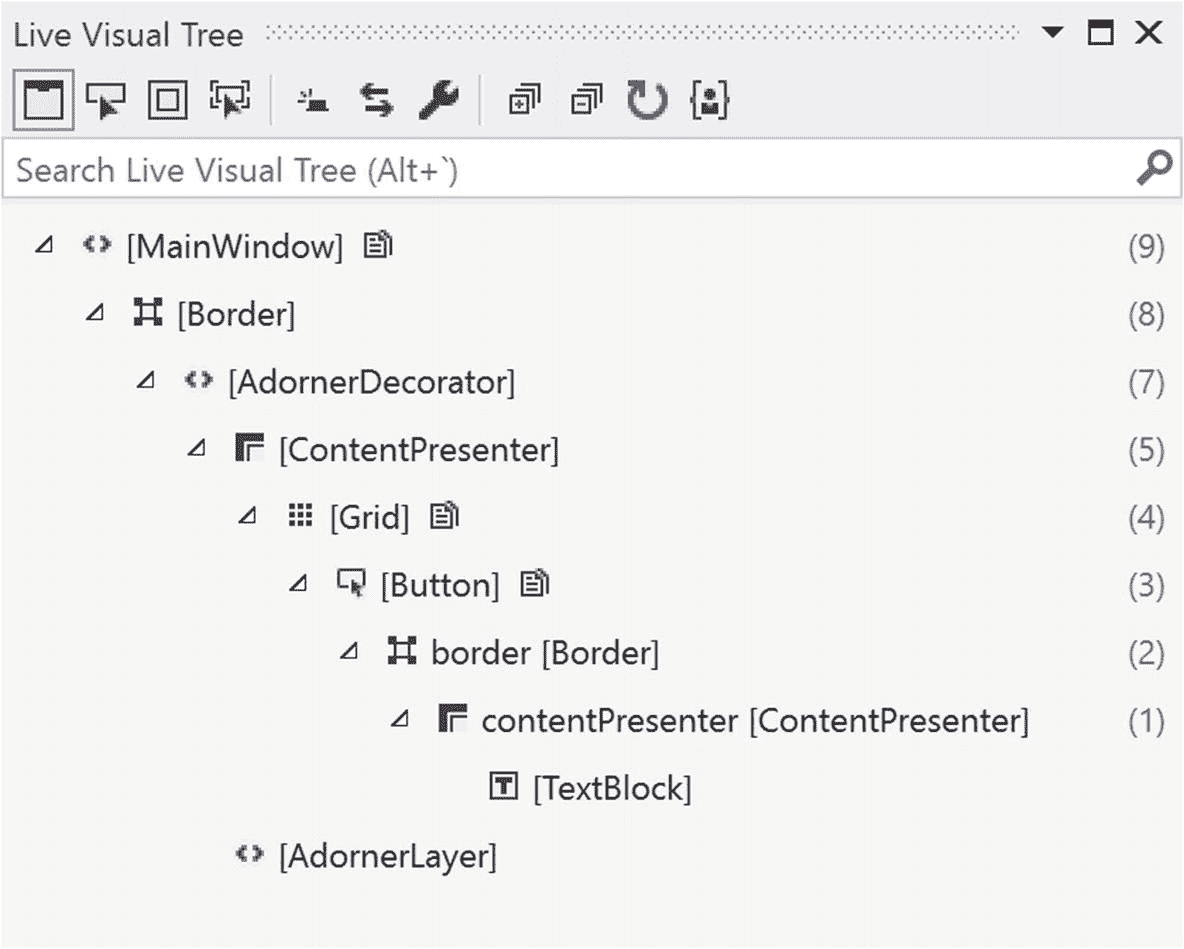 Live Visual Tree
Search Live Visual Tree (Alt+`)
[MainWindow] (9)
[Border] (8)
[AdornerDecorator] (7)
[ContentPresenter] (5)
[Grid] (4)
[Button] (3)
border [Border] (2)
contentPresenter [ContentPresenter] (1)
[TextBlock]
[AdornerLayer]